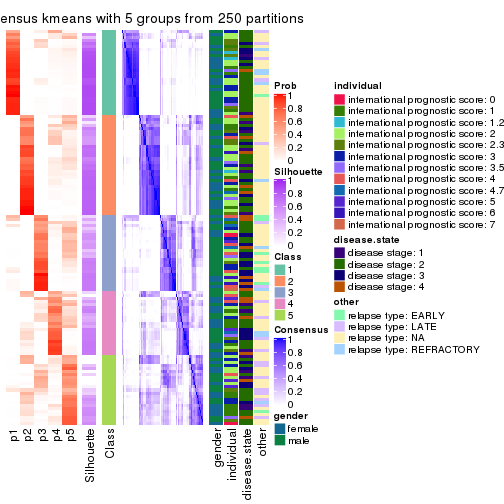 ensus kmeans with 5 groups from 250 partitions
Prob
1
0.8
0.6
0.4
0.2
0
Silhouette
1
0.8
0.6
0.4
0.2
0
Class
1
2
3
4
5
Consensus
1
0.8
0.6
0.4
0.2
0
gender
female
male
individual
international prognostic score: 0
international prognostic score: 1
international prognostic score: 1.2
international prognostic score: 2
international prognostic score: 2.3
international prognostic score: 3
international prognostic score: 3.5
international prognostic score: 4
international prognostic score: 4.7
international prognostic score: 5
international prognostic score: 6
international prognostic score: 7
disease.state
disease stage: 1
disease stage: 2
disease stage: 3
disease stage: 4
other
relapse type: EARLY
relapse type: LATE
relapse type: NA
relapse type: REFRACTORY
p1
p2
p3
p4
p5
Silhouette
Class
gender
individual
disease.state
other